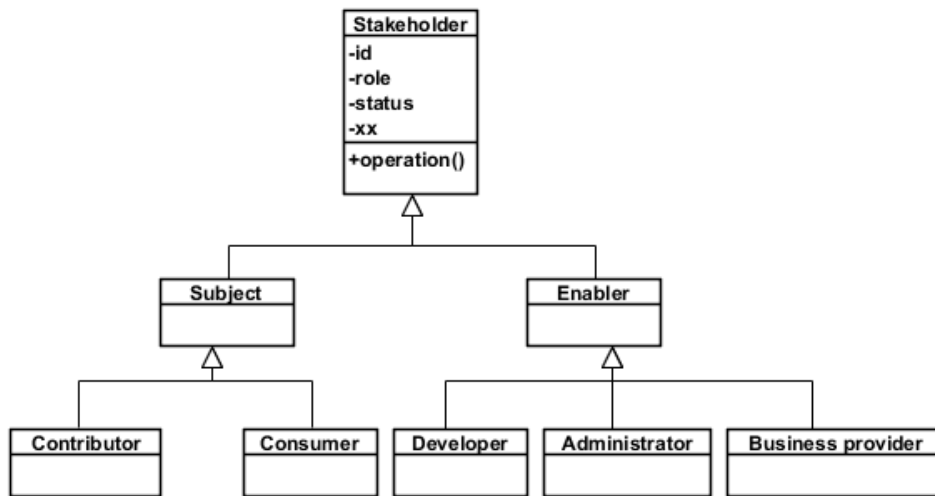 Stakeholder
-id
-role
-status
-xx
+operation()
Subject
Enabler
Contributor
Consumer
Developer
Administrator
Business provider